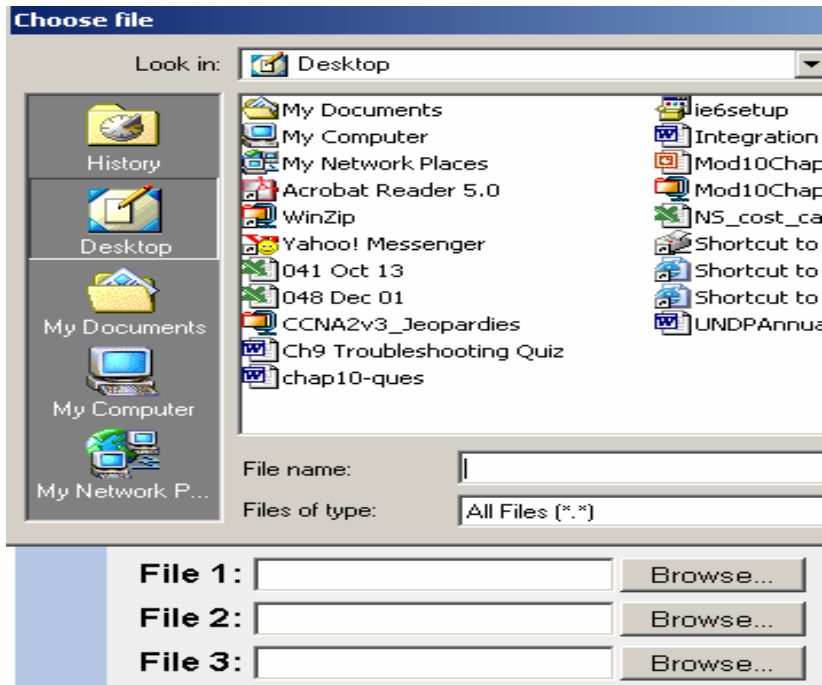 Choose file
Look in:
Desktop
History
Desktop
My Documents
My Computer
My Network P...
My Documents
My Computer
My Network Places
Acrobat Reader 5.0
WinZip
Yahoo! Messenger
041 Oct 13
048 Dec 01
CCNA2v3_Jeopardies
Ch9 Troubleshooting Quiz
chap10-ques
ie6setup
Integration
Mod10Chap
Mod10Chap
NS_cost_ca
Shortcut to
Shortcut to
Shortcut to
UNDPAnnua
File name:
Files of type:
All Files (*.*)
File 1:
Browse...
File 2:
Browse...
File 3:
Browse...